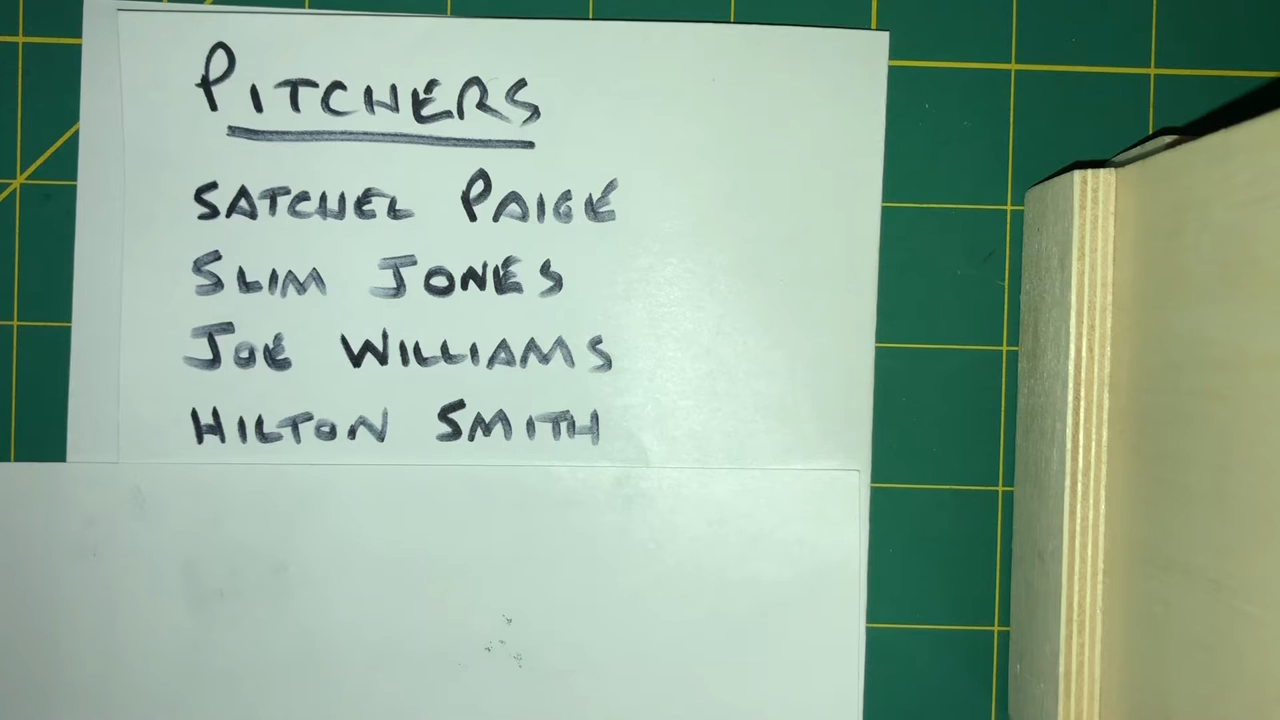 PITCHERS
SATCHEL PAIGE
SLIM JONES
JOE WILLIAMS
HILTON SMITH